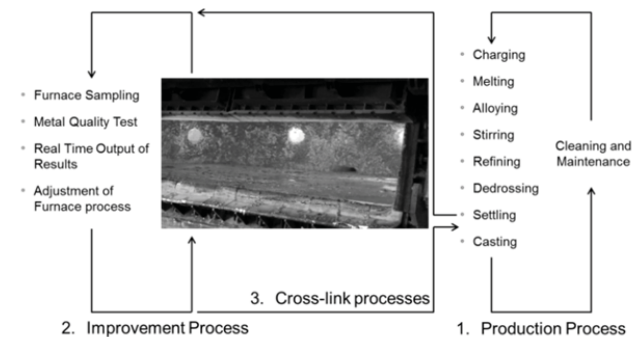 • Furnace Sampling
• Metal Quality Test
• Real Time Output of
Results
• Adjustment of
Furnace process
• Charging
• Melting
• Alloying
• Stirring
• Refining
• Dedrossing
• Settling
• Casting
Cleaning and
Maintenance
3. Cross-link processes
2. Improvement Process
1. Production Process